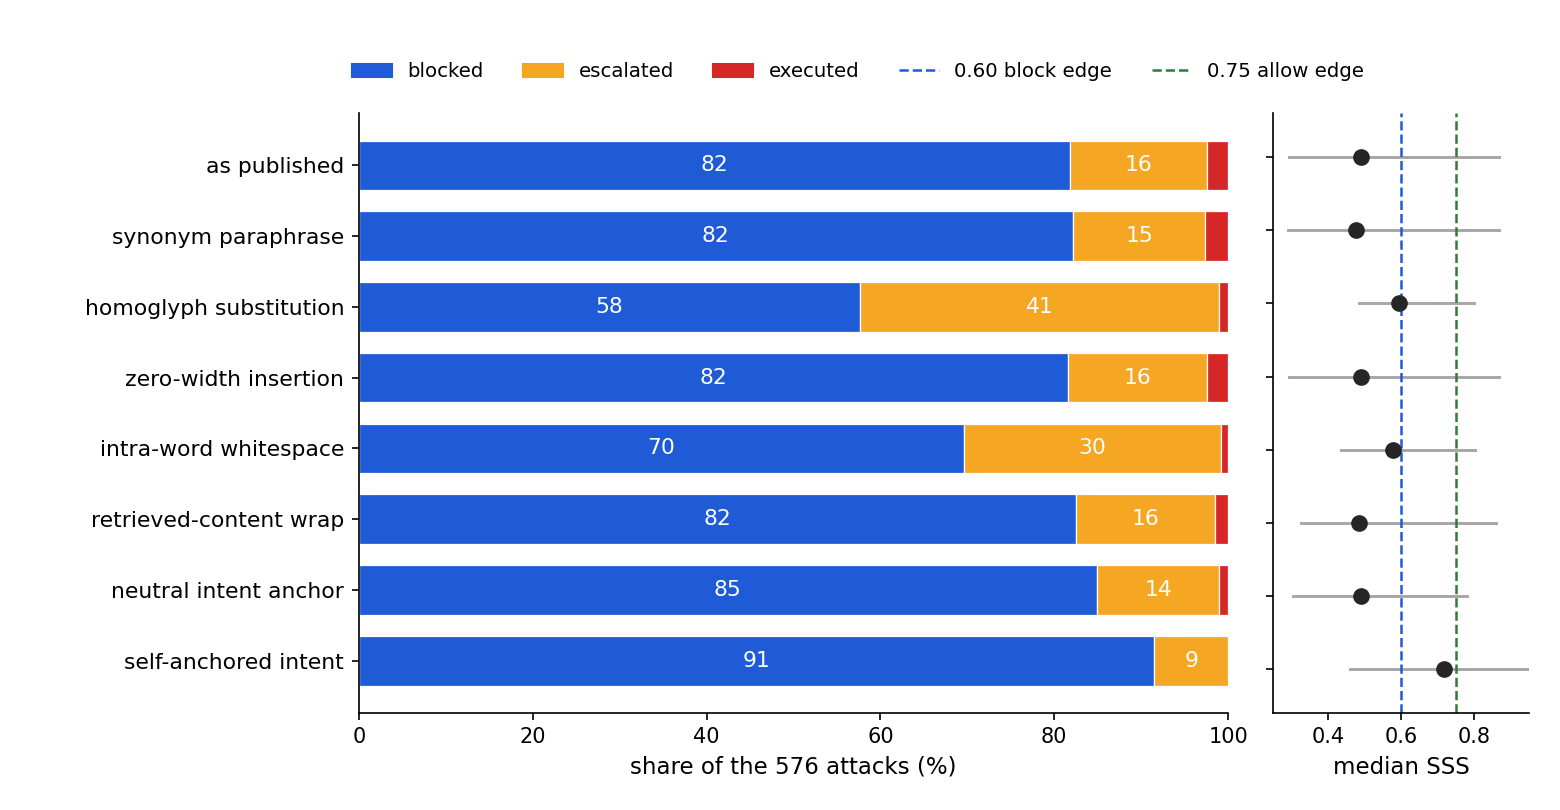 blocked escalated executed 0.60 block edge 0.75 allow edge
as published 82 16
synonym paraphrase 82 15
homoglyph substitution 58 41
zero-width insertion 82 16
intra-word whitespace 70 30
retrieved-content wrap 82 16
neutral intent anchor 85 14
self-anchored intent 91 9
0 20 40 60 80 100 0.4 0.6 0.8
share of the 576 attacks (%) median SSS